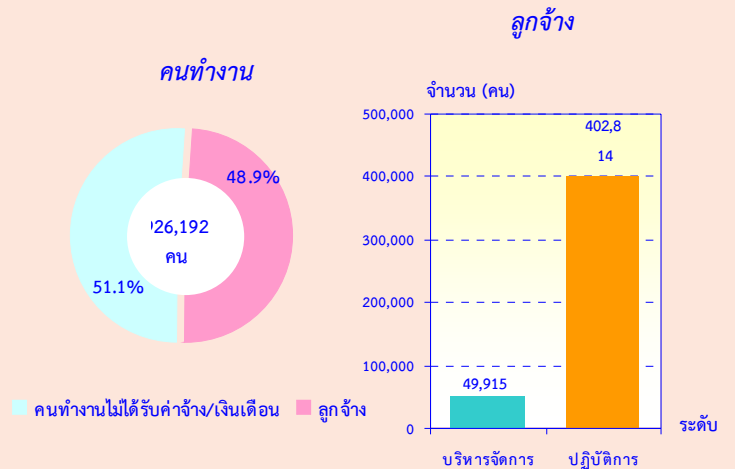 คนทำงาน
48.9%
926,192
คน
51.1%
คนทำงานไม่ได้รับค่าจ้าง/เงินเดือน
ลูกจ้าง
ลูกจ้าง
จำนวน (คน)
500,000
400,000
300,000
200,000
100,000
0
402,8
14
49,915
บริหารจัดการ
ปฏิบัติการ
ระดับ